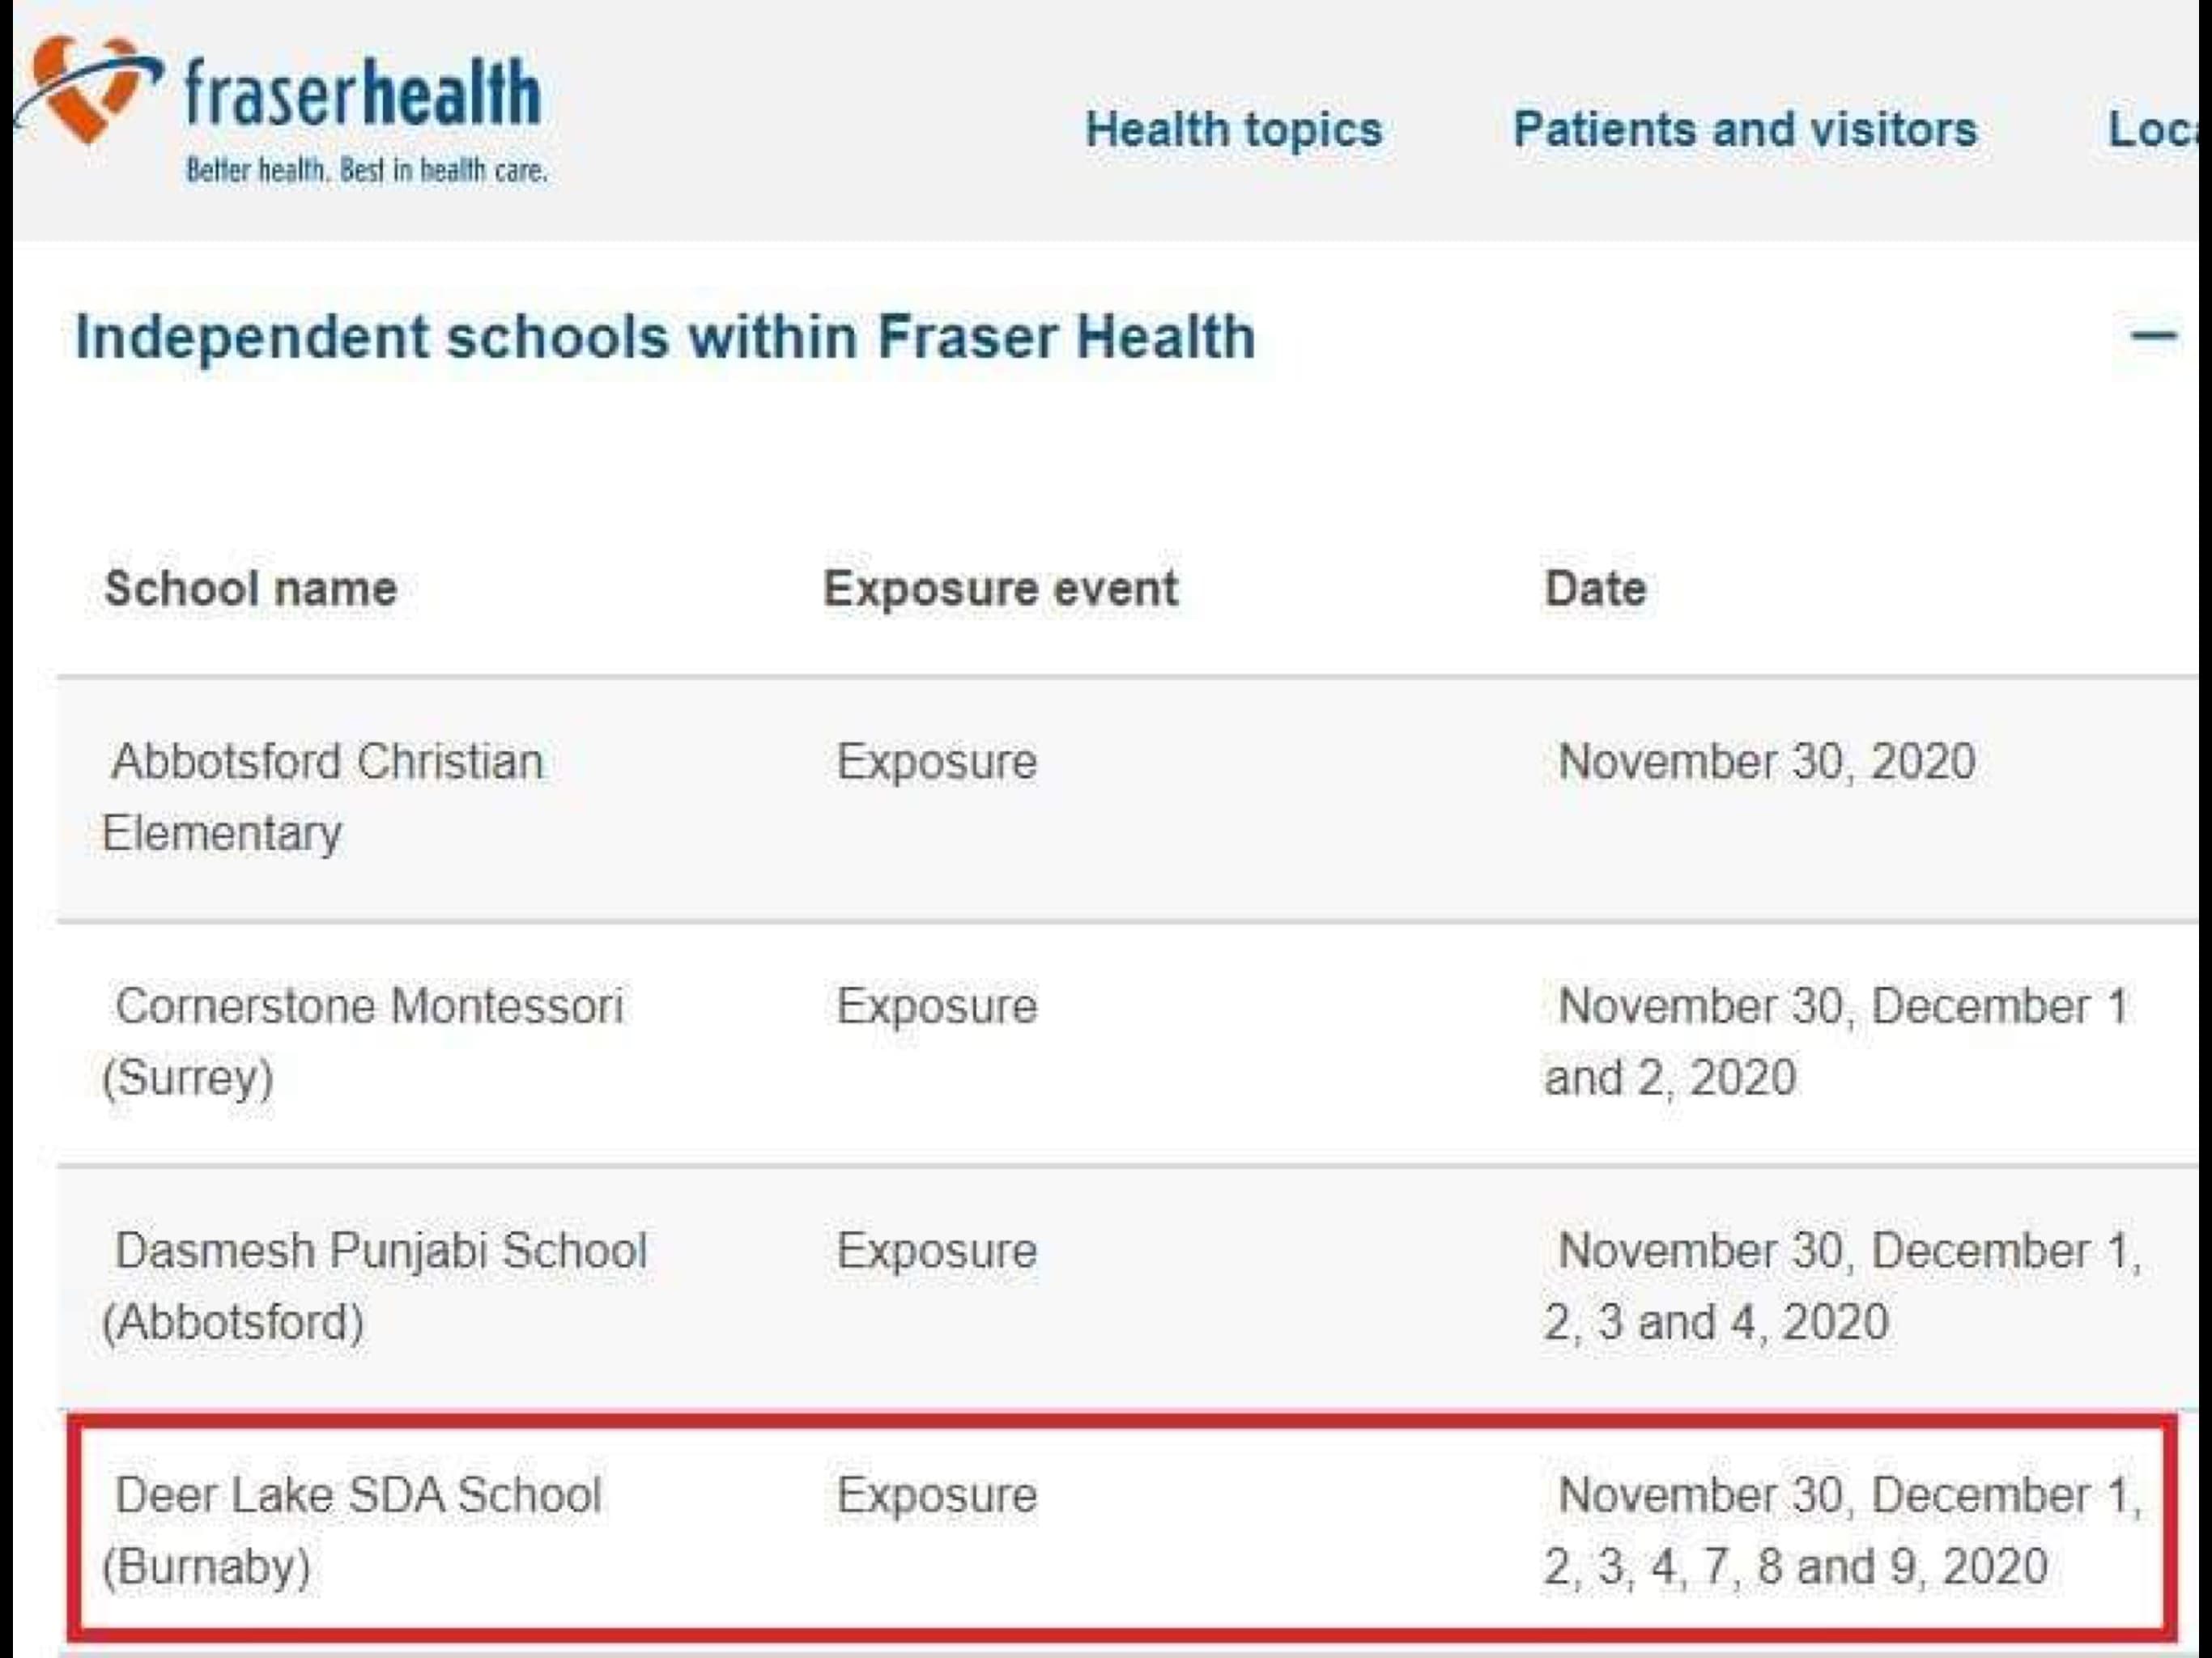 fraserhealth
Better health. Best in health care.
Health topics Patients and visitors Loca
Independent schools within Fraser Health
School name Exposure event Date
Abbotsford Christian Exposure November 30, 2020
Elementary
Cornerstone Montessori Exposure November 30, December 1
(Surrey) and 2, 2020
Dasmesh Punjabi School Exposure November 30, December 1,
(Abbotsford) 2, 3 and 4, 2020
Deer Lake SDA School Exposure November 30, December 1,
(Burnaby) 2, 3, 4, 7, 8 and 9, 2020